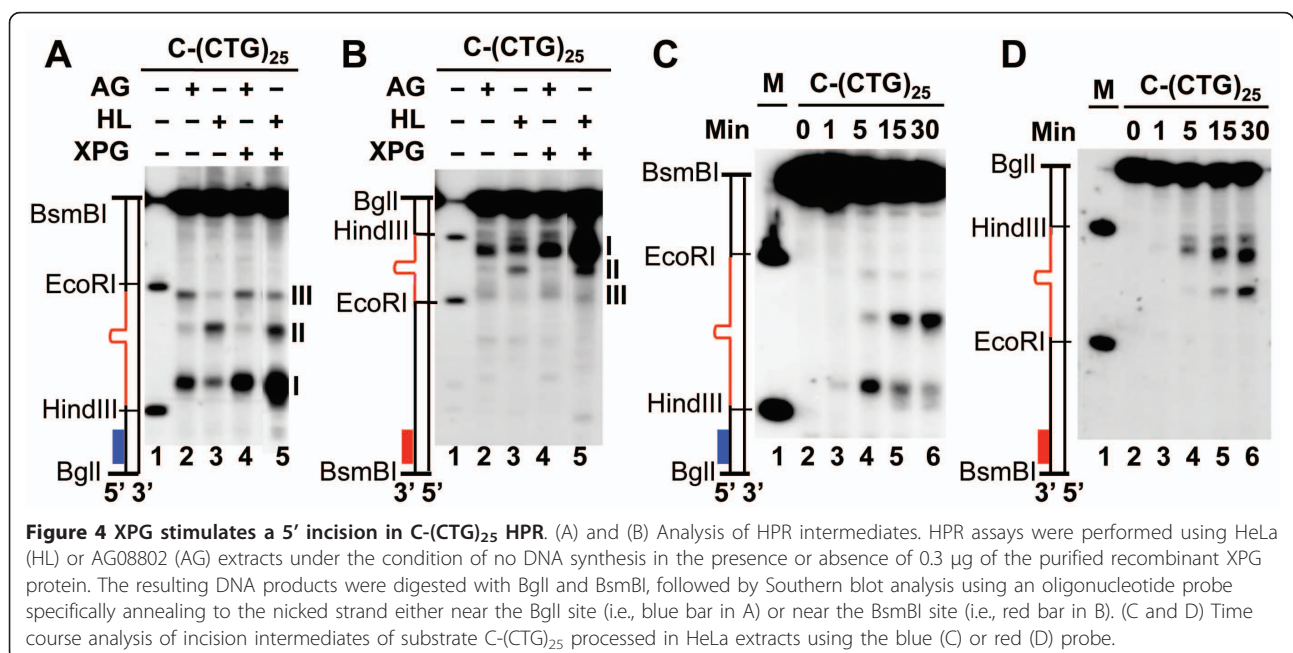 A
C-(CTG)25
AG - + - + -
HL - - + - +
XPG - - - + +
BsmBI
EcoRI
HindIII
BglI
5’ 3’
III
II
I
1 2 3 4 5
B
C-(CTG)25
AG - + - + -
HL - - + - +
XPG - - - + +
BglI
HindIII
EcoRI
BsmBI
3’ 5’
I
II
III
1 2 3 4 5
C
M C-(CTG)25
Min 0 1 5 15 30
BsmBI
EcoRI
HindIII
BglI
5’ 3’
1 2 3 4 5 6
D
M C-(CTG)25
Min 0 1 5 15 30
BglI
HindIII
EcoRI
BsmBI
3’ 5’
1 2 3 4 5 6
Figure 4 XPG stimulates a 5′ incision in C-(CTG)25 HPR. (A) and (B) Analysis of HPR intermediates. HPR assays were performed using HeLa
(HL) or AG08802 (AG) extracts under the condition of no DNA synthesis in the presence or absence of 0.3 μg of the purified recombinant XPG
protein. The resulting DNA products were digested with BglI and BsmBI, followed by Southern blot analysis using an oligonucleotide probe
specifically annealing to the nicked strand either near the BglI site (i.e., blue bar in A) or near the BsmBI site (i.e., red bar in B). (C and D) Time
course analysis of incision intermediates of substrate C-(CTG)25 processed in HeLa extracts using the blue (C) or red (D) probe.